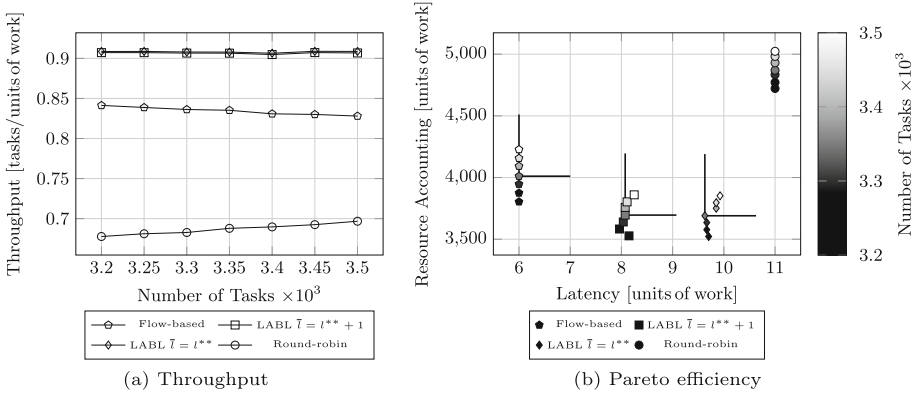 Throughput [tasks/units of work]
0.9
0.85
0.8
0.75
0.7
3.2 3.25 3.3 3.35 3.4 3.45 3.5
Number of Tasks ×10³
Flow-based LABL l̅ = l** + 1
LABL l̅ = l** Round-robin
(a) Throughput
Resource Accounting [units of work]
5,000
4,500
4,000
3,500
6 7 8 9 10 11
Latency [units of work]
3.5
3.4
3.3
3.2
Number of Tasks ×10³
Flow-based LABL l̅ = l** + 1
LABL l̅ = l** Round-robin
(b) Pareto efficiency